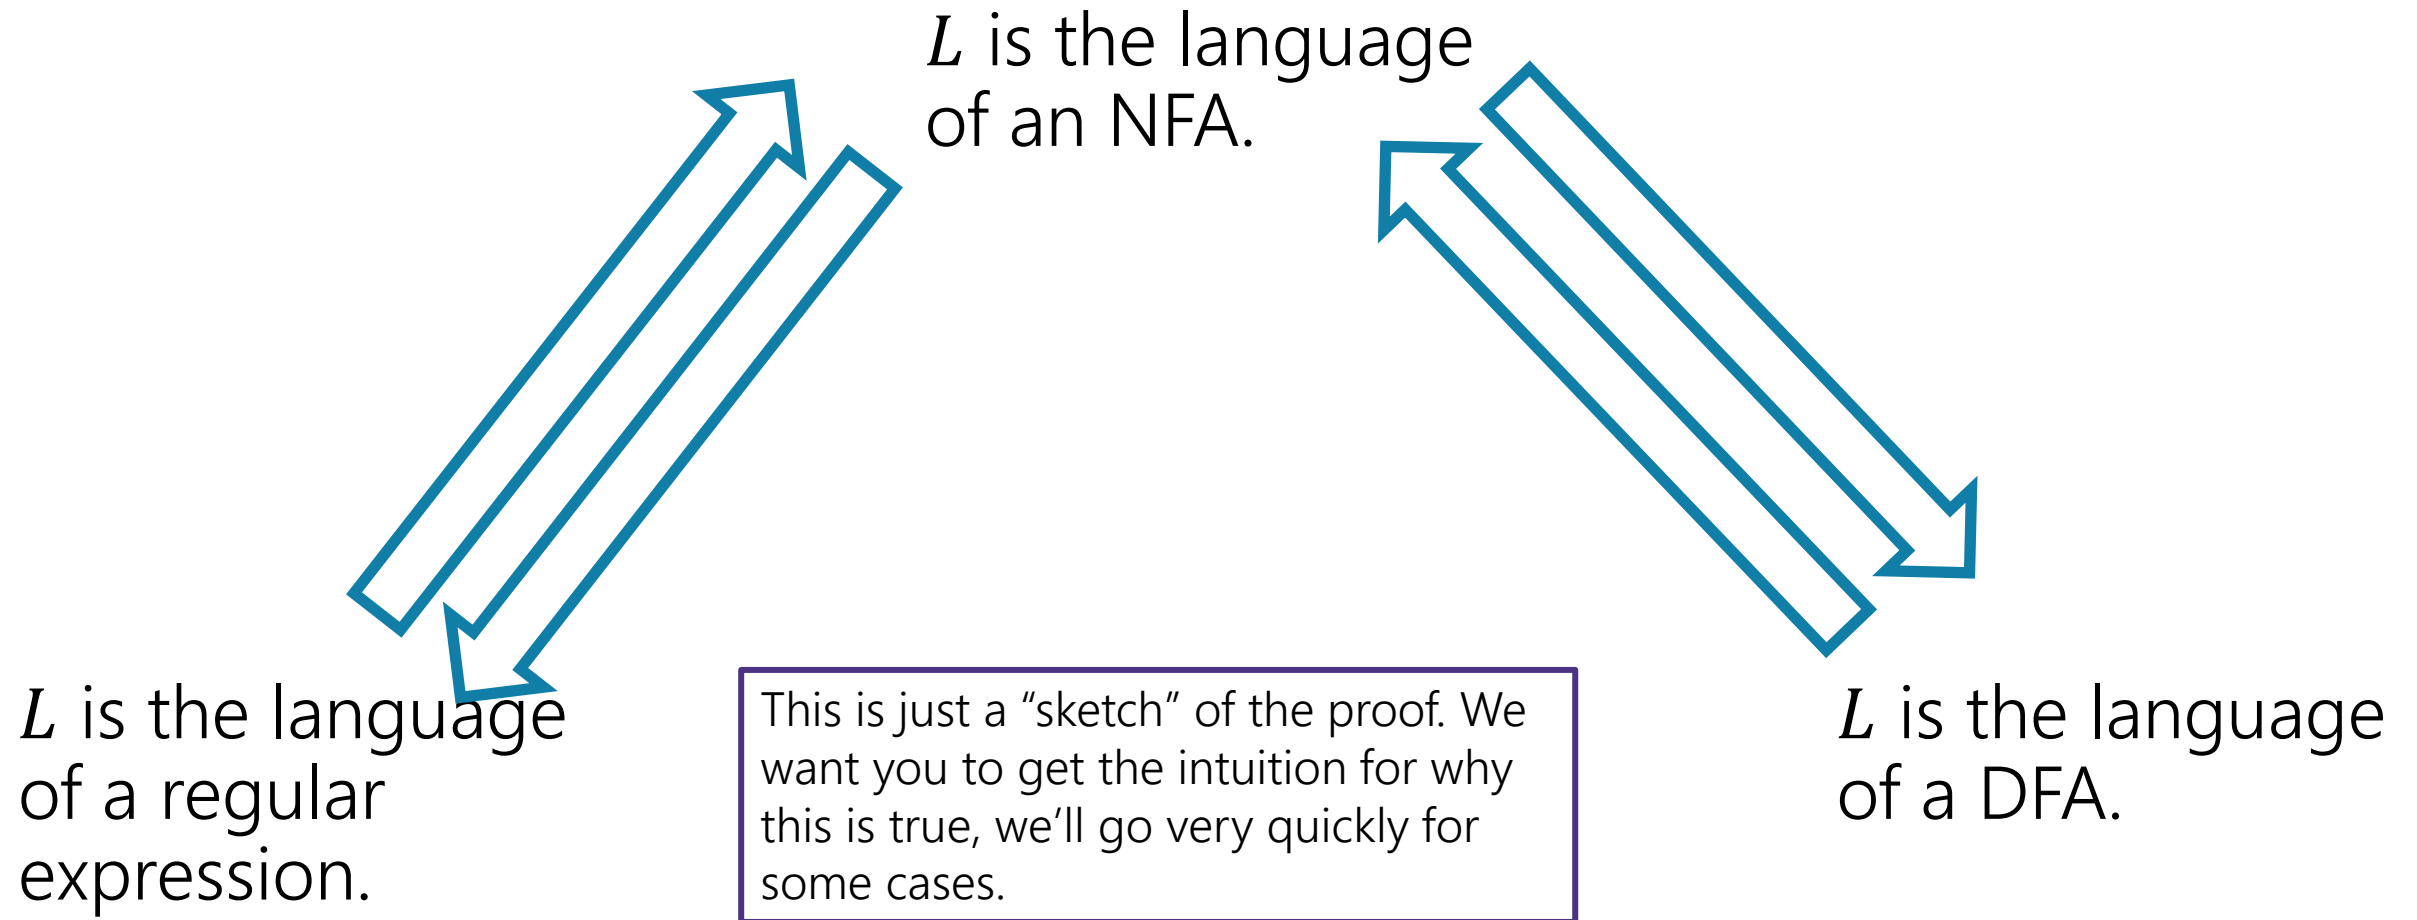 L is the language
of an NFA.
L is the language
of a regular
expression.
This is just a “sketch” of the proof. We
want you to get the intuition for why
this is true, we’ll go very quickly for
some cases.
L is the language
of a DFA.